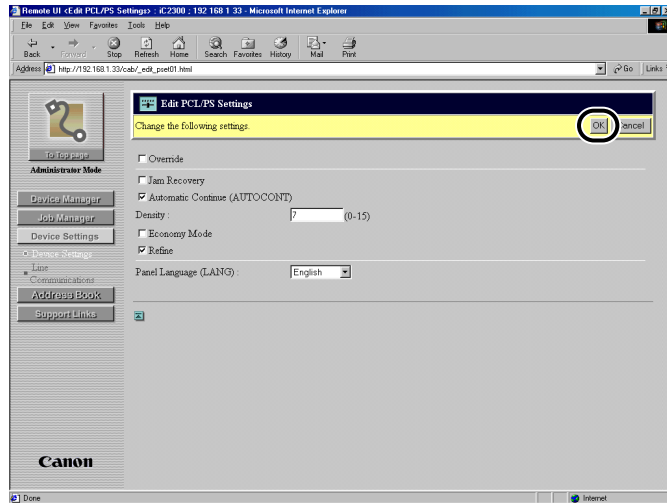 Remote UI <Edit PCL/PS Settings> : iC2300 ; 192 168 1 33 - Microsoft Internet Explorer
File Edit View Favorites Tools Help
Back Forward Stop Refresh Home Search Favorites History Mail Print
Address http://192.168.1.33/cab/_edit_pset01.html Go Links
Edit PCL/PS Settings
Change the following settings. OK Cancel
To Top page
Administrator Mode
Device Manager
Job Manager
Device Settings
Device Settings
Line
Communications
Address Book
Support Links
Override
Jam Recovery
Automatic Continue (AUTOCONT)
Density : 7 (0-15)
Economy Mode
Refine
Panel Language (LANG) : English
Canon
Done Internet